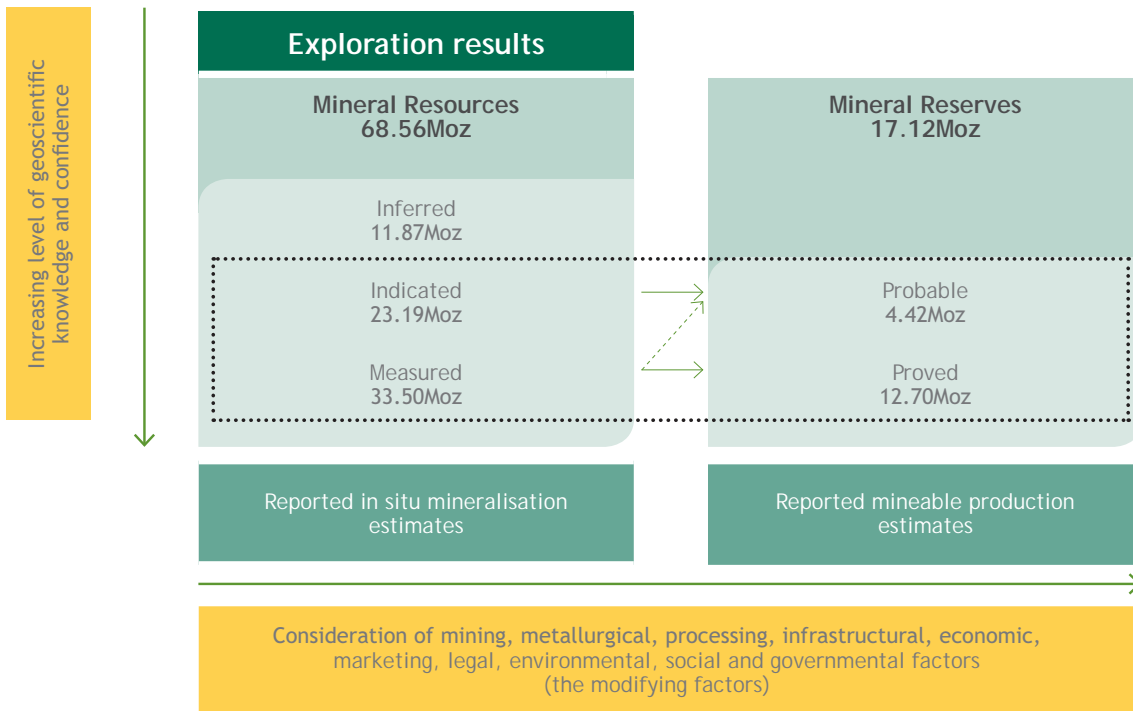 Increasing level of geoscientific
knowledge and confidence
Exploration results
Mineral Resources
68.56Moz
Inferred
11.87Moz
Indicated
23.19Moz
Measured
33.50Moz
Reported in situ mineralisation
estimates
Mineral Reserves
17.12Moz
Probable
4.42Moz
Proved
12.70Moz
Reported mineable production
estimates
Consideration of mining, metallurgical, processing, infrastructural, economic,
marketing, legal, environmental, social and governmental factors
(the modifying factors)